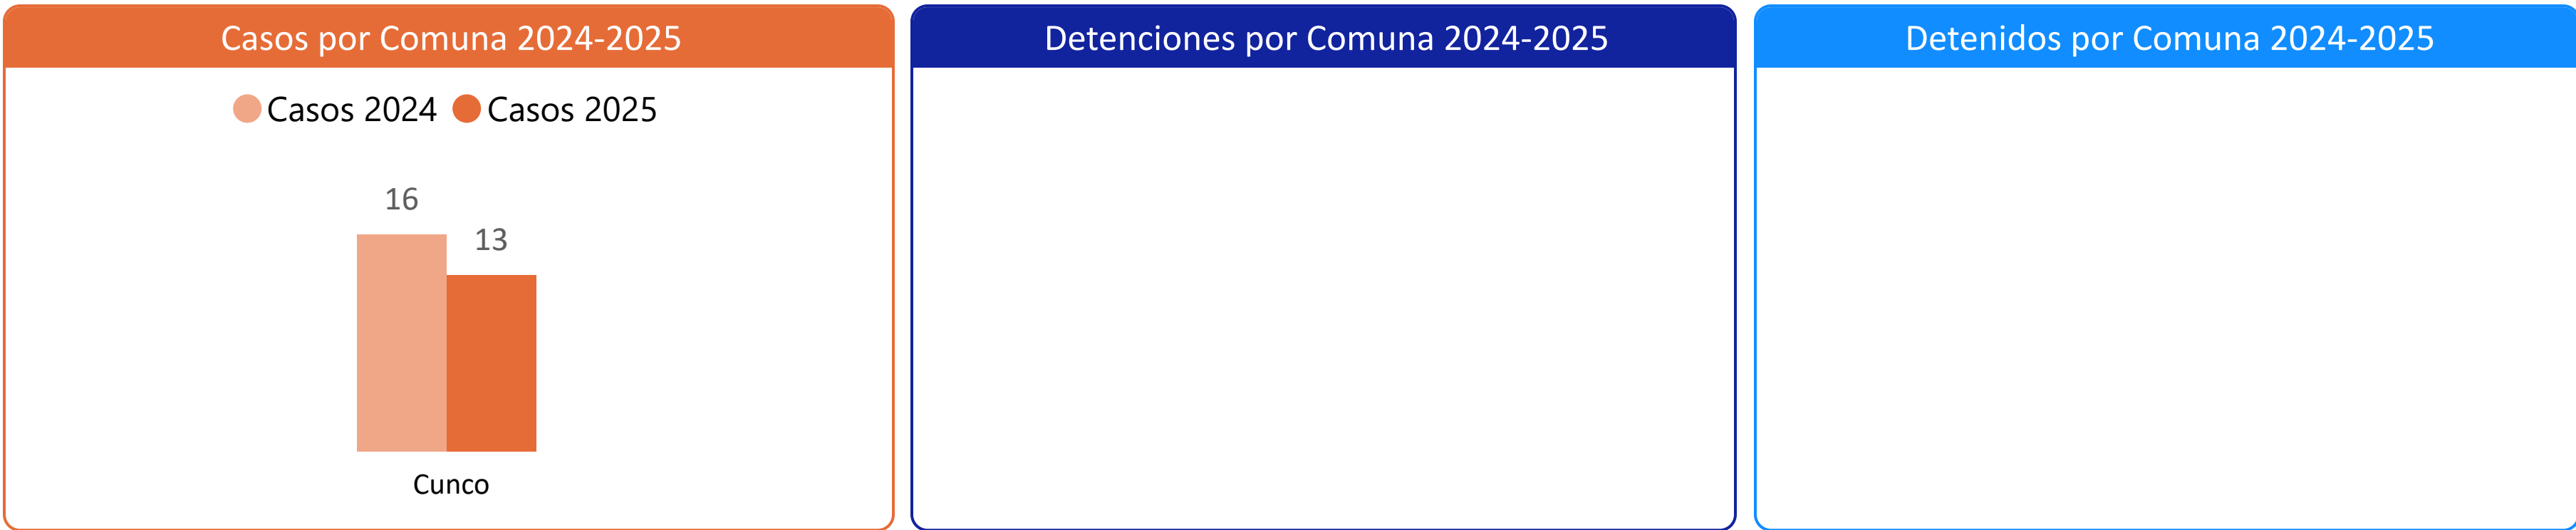 Casos por Comuna 2024-2025
Casos 2024 Casos 2025
16
13
Cunco
Detenciones por Comuna 2024-2025
Detenidos por Comuna 2024-2025